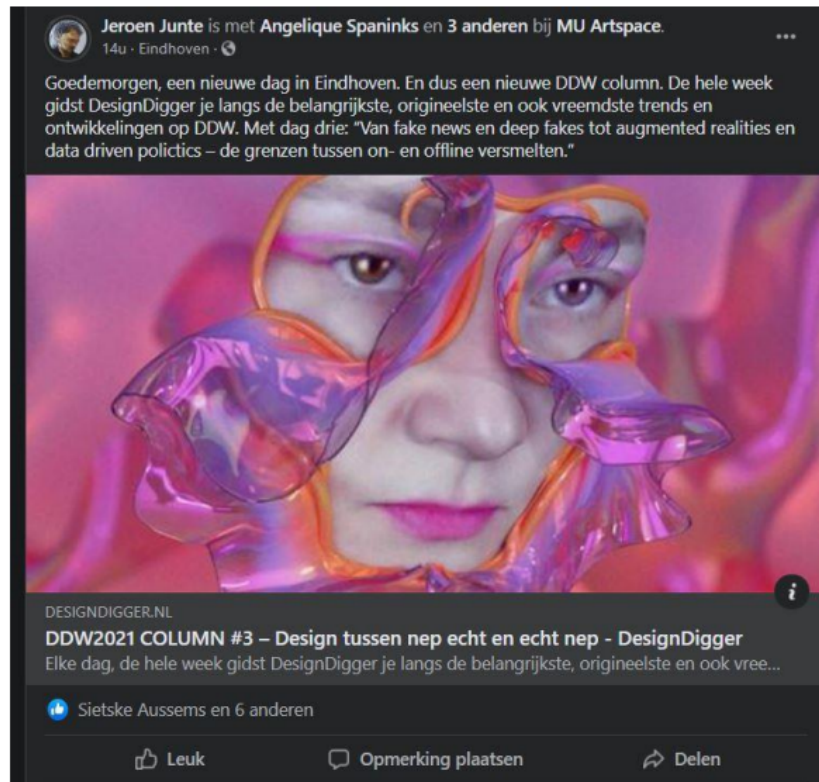 Jeroen Junte is met Angelique Spaninks en 3 anderen bij MU Artspace.
14u · Eindhoven ·
Goedemorgen, een nieuwe dag in Eindhoven. En dus een nieuwe DDW column. De hele week
gidst DesignDigger je langs de belangrijkste, origineelste en ook vreemdste trends en
ontwikkelingen op DDW. Met dag drie: “Van fake news en deep fakes tot augmented realities en
data driven polictics – de grenzen tussen on- en offline versmelten.”
DESIGNDIGGER.NL
DDW2021 COLUMN #3 – Design tussen nep echt en echt nep - DesignDigger
Elke dag, de hele week gidst DesignDigger je langs de belangrijkste, origineelste en ook vree...
Sietske Aussems en 6 anderen
Leuk Opmerking plaatsen Delen